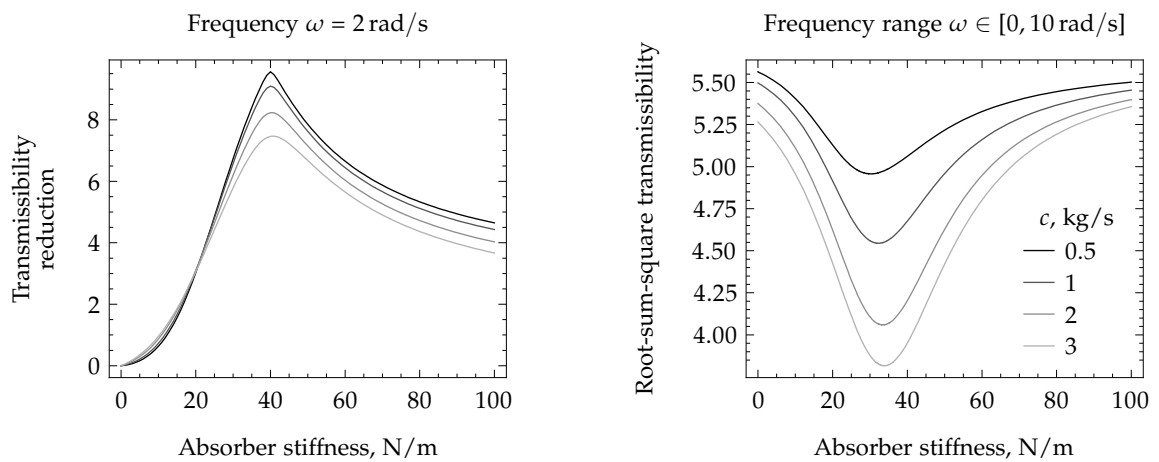 Frequency ω = 2 rad/s
Transmissibility
reduction
8
6
4
2
0
0 20 40 60 80 100
Absorber stiffness, N/m
Frequency range ω ∈ [0, 10 rad/s]
Root-sum-square transmissibility
5.50
5.25
5.00
4.75
4.50
4.25
4.00
c, kg/s
0.5
1
2
3
0 20 40 60 80 100
Absorber stiffness, N/m